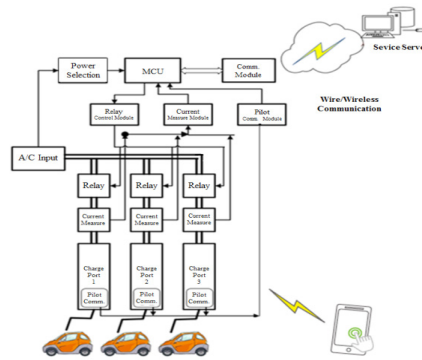 Sevice Server
Power
Selection
MCU
Comm.
Module
Wire/Wireless
Communication
Relay
Control Module
Current
Measure Module
Pilot
Comm. Module
A/C Input
Relay
Relay
Relay
Current
Measure
Current
Measure
Current
Measure
Charge
Port
1
Charge
Port
2
Charge
Port
3
Pilot
Comm.
Pilot
Comm.
Pilot
Comm.